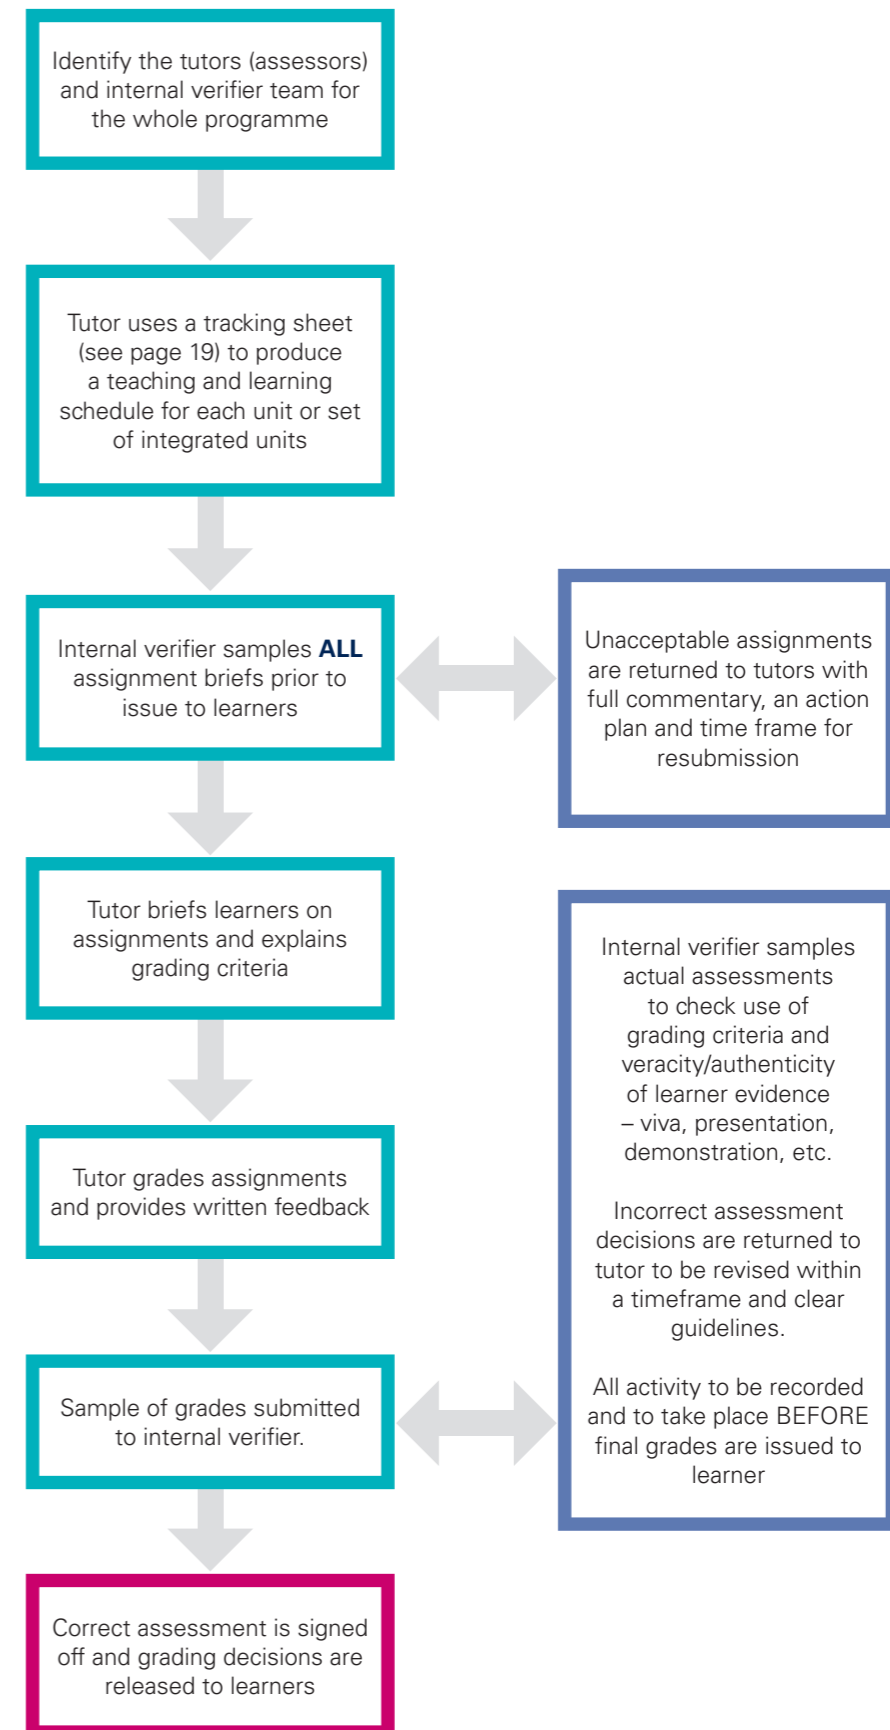 Identify the tutors (assessors)
and internal verifier team for
the whole programme
Tutor uses a tracking sheet
(see page 19) to produce
a teaching and learning
schedule for each unit or set
of integrated units
Internal verifier samples ALL
assignment briefs prior to
issue to learners
Unacceptable assignments
are returned to tutors with
full commentary, an action
plan and time frame for
resubmission
Tutor briefs learners on
assignments and explains
grading criteria
Tutor grades assignments
and provides written feedback
Sample of grades submitted
to internal verifier.
Internal verifier samples
actual assessments
to check use of
grading criteria and
veracity/authenticity
of learner evidence
– viva, presentation,
demonstration, etc.
Incorrect assessment
decisions are returned to
tutor to be revised within
a timeframe and clear
guidelines.
All activity to be recorded
and to take place BEFORE
final grades are issued to
learner
Correct assessment is signed
off and grading decisions are
released to learners